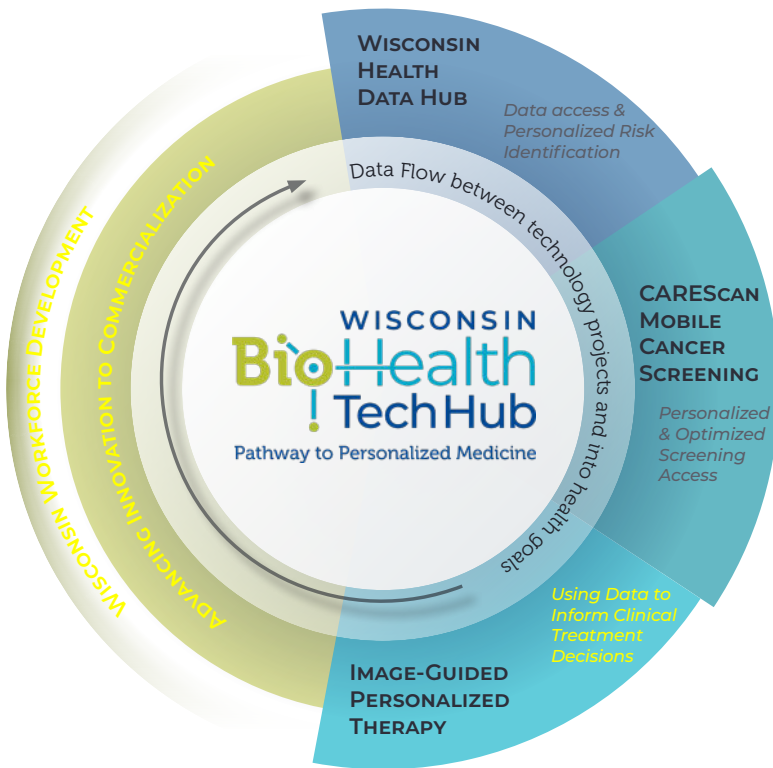 WISCONSIN
HEALTH
DATA HUB
Data access &
Personalized Risk
Identification
Data Flow between technology projects and into health goals
CARESCAN
MOBILE
CANCER
SCREENING
Personalized
& Optimized
Screening
Access
Using Data to
Inform Clinical
Treatment
Decisions
IMAGE-GUIDED
PERSONALIZED
THERAPY
ADVANCING INNOVATION TO COMMERCIALIZATION
WISCONSIN WORKFORCE DEVELOPMENT
WISCONSIN
BioHealth
TechHub
Pathway to Personalized Medicine